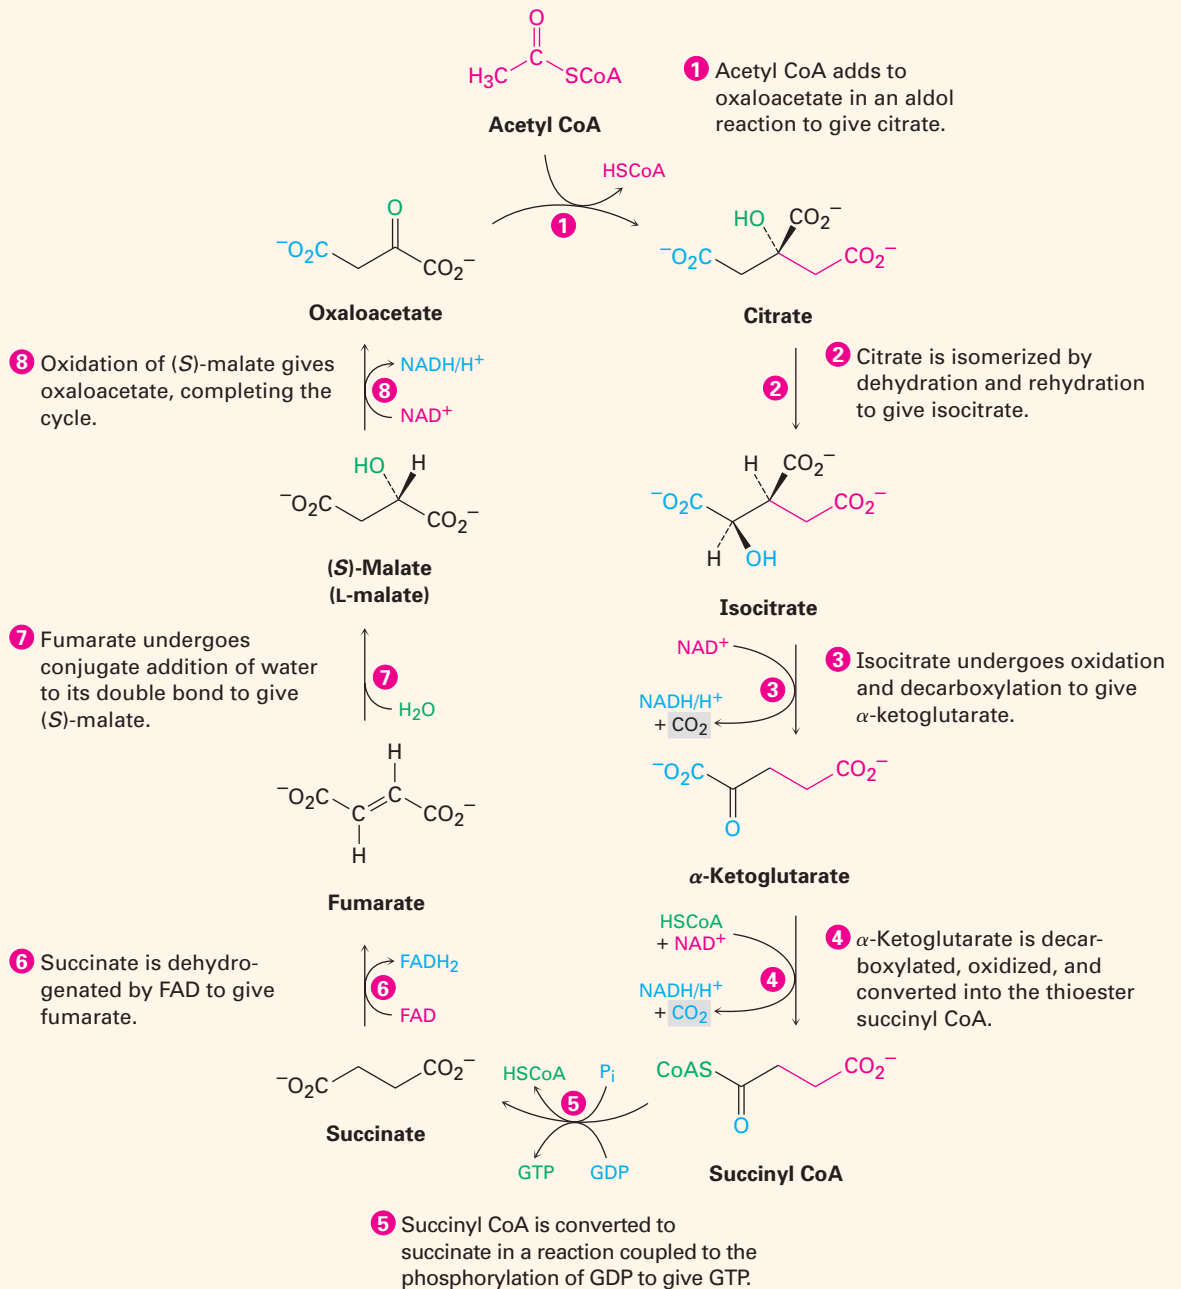 O
C
H₃C SCoA
Acetyl CoA
1 Acetyl CoA adds to
oxaloacetate in an aldol
reaction to give citrate.
HSCoA
1
O
⁻O₂C C CO₂⁻
Oxaloacetate
HO CO₂⁻
⁻O₂C CO₂⁻
Citrate
2
2 Citrate is isomerized by
dehydration and rehydration
to give isocitrate.
H CO₂⁻
⁻O₂C CO₂⁻
H OH
Isocitrate
NAD⁺
3
NADH/H⁺
+ CO₂
3 Isocitrate undergoes oxidation
and decarboxylation to give
α-ketoglutarate.
⁻O₂C CO₂⁻
O
α-Ketoglutarate
HSCoA
+ NAD⁺
4
NADH/H⁺
+ CO₂
4 α-Ketoglutarate is decar-
boxylated, oxidized, and
converted into the thioester
succinyl CoA.
CoAS CO₂⁻
O
Succinyl CoA
HSCoA Pᵢ
5
GTP GDP
5 Succinyl CoA is converted to
succinate in a reaction coupled to the
phosphorylation of GDP to give GTP.
⁻O₂C CO₂⁻
Succinate
6 Succinate is dehydro-
genated by FAD to give
fumarate.
FADH₂
6
FAD
H
⁻O₂C C C CO₂⁻
H
Fumarate
7 Fumarate undergoes
conjugate addition of water
to its double bond to give
(S)-malate.
7
H₂O
HO H
⁻O₂C CO₂⁻
(S)-Malate
(L-malate)
8 Oxidation of (S)-malate gives
oxaloacetate, completing the
cycle.
NADH/H⁺
8
NAD⁺